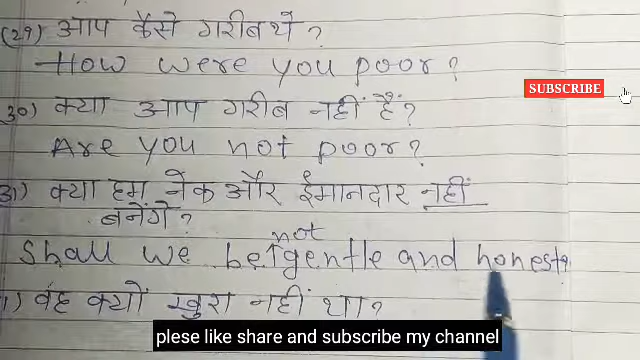 (29) आप कैसे गरीब थे?
How were you poor?
SUBSCRIBE
30) क्या आप गरीब नहीं हैं?
Are you not poor?
31) क्या हम नेक और ईमानदार नहीं
बनेंगे?
not
Shall we be gentle and honest?
1) वह क्यों खुश नहीं था?
plese like share and subscribe my channel